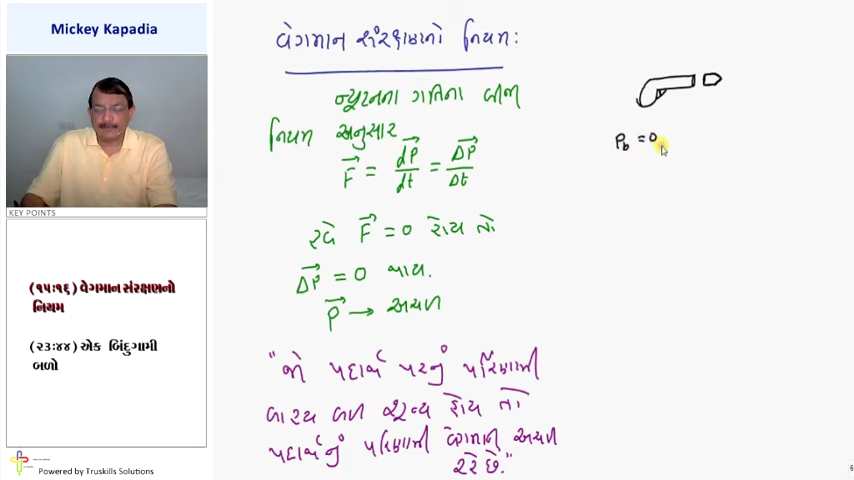 Mickey Kapadia
KEY POINTS
(૧૫:૧૬) વેગમાન સંરક્ષણનો
નિયમ
(૨૩:૪૪) એક બિંદુગામી
બળો
Powered by Truskills Solutions
વેગમાન સંરક્ષણનો નિયમ:
ન્યૂટનના ગતિના બીજા
નિયમ અનુસાર
F⃗ = dP⃗/dt = ΔP⃗/Δt
હવે F⃗ = 0 હોય તો
ΔP⃗ = 0 થાય.
P⃗ → અચળ
"જો પદાર્થ પરનું પરિણામી
બાહ્ય બળ શૂન્ય હોય તો
પદાર્થનું પરિણામી વેગમાન અચળ
રહે છે."
P_b = 0
6